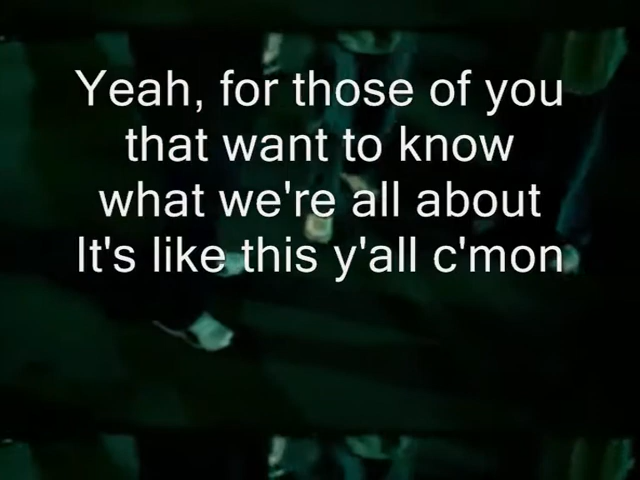 Yeah, for those of you
that want to know
what we're all about
It's like this y'all c'mon